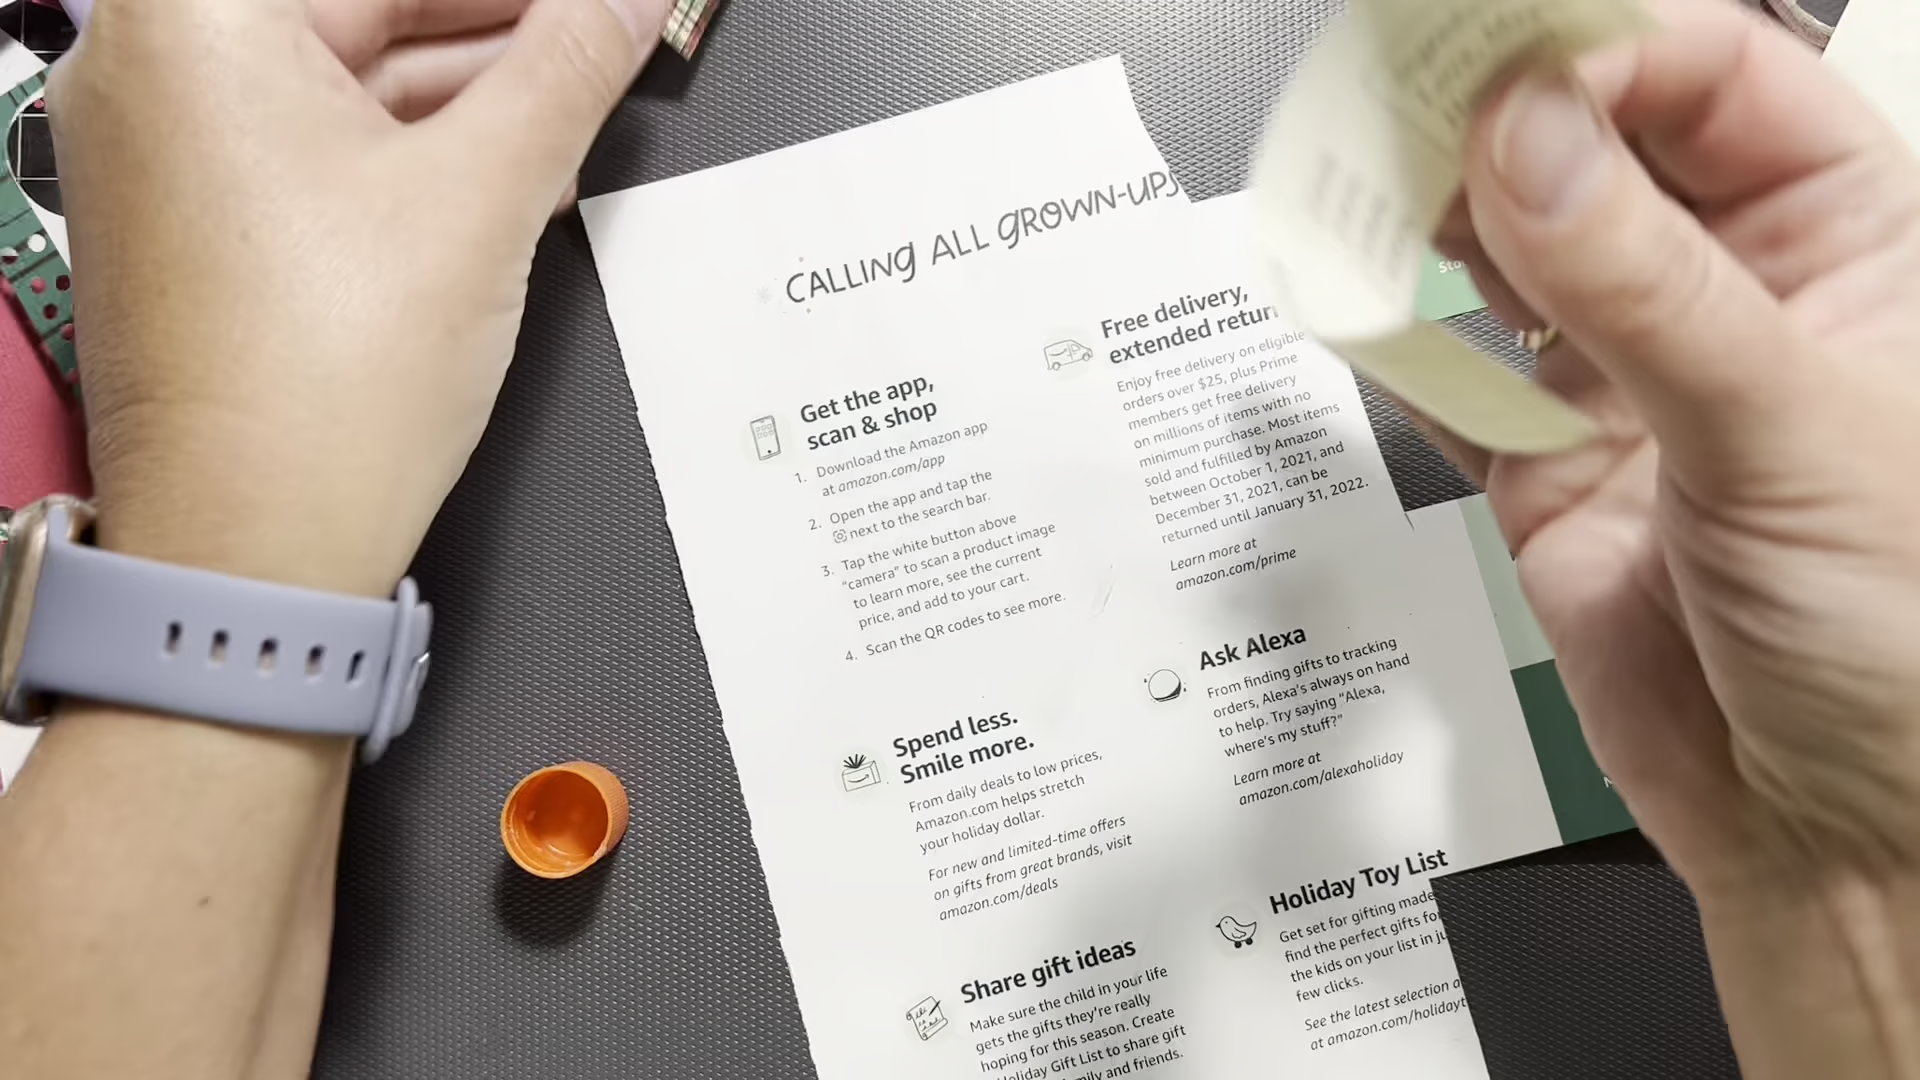 CALLING ALL GROWN-UPS
Get the app,
scan & shop
1. Download the Amazon app
at amazon.com/app
2. Open the app and tap the
next to the search bar.
3. Tap the white button above
"camera" to scan a product image
to learn more, see the current
price, and add to your cart.
4. Scan the QR codes to see more.
Spend less.
Smile more.
From daily deals to low prices,
Amazon.com helps stretch
your holiday dollar.
For new and limited-time offers
on gifts from great brands, visit
amazon.com/deals
Share gift ideas
Make sure the child in your life
gets the gifts they're really
hoping for this season. Create
Holiday Gift List to share gift
and friends.
Free delivery,
extended retur
Enjoy free delivery on eligible
orders over $25, plus Prime
members get free delivery
on millions of items with no
minimum purchase. Most items
sold and fulfilled by Amazon
between October 1, 2021, and
December 31, 2021, can be
returned until January 31, 2022.
Learn more at
amazon.com/prime
Ask Alexa
From finding gifts to tracking
orders, Alexa's always on hand
to help. Try saying "Alexa,
where's my stuff?"
Learn more at
amazon.com/alexaholiday
Holiday Toy List
Get set for gifting made
find the perfect gifts for
the kids on your list in ju
few clicks.
See the latest selection a
at amazon.com/holidayt